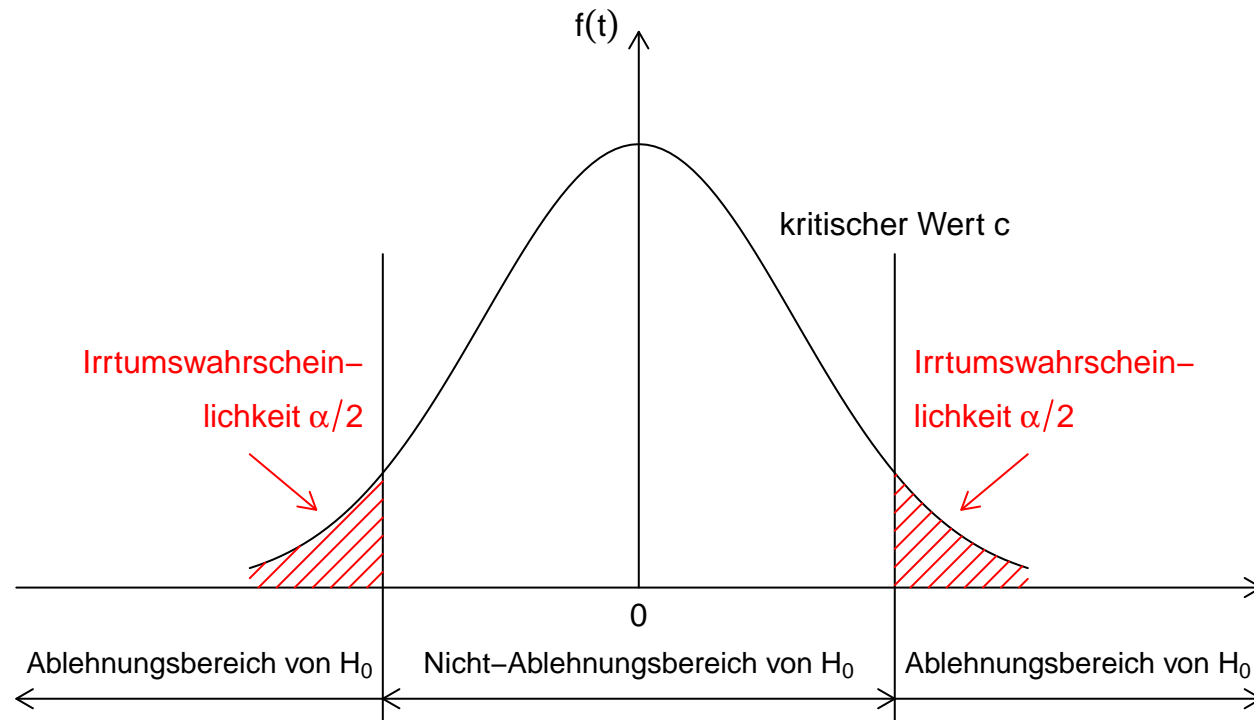 f(t)
kritischer Wert c
Irrtumswahrschein–
lichkeit α/2
Irrtumswahrschein–
lichkeit α/2
0
Ablehnungsbereich von H₀
Nicht–Ablehnungsbereich von H₀
Ablehnungsbereich von H₀